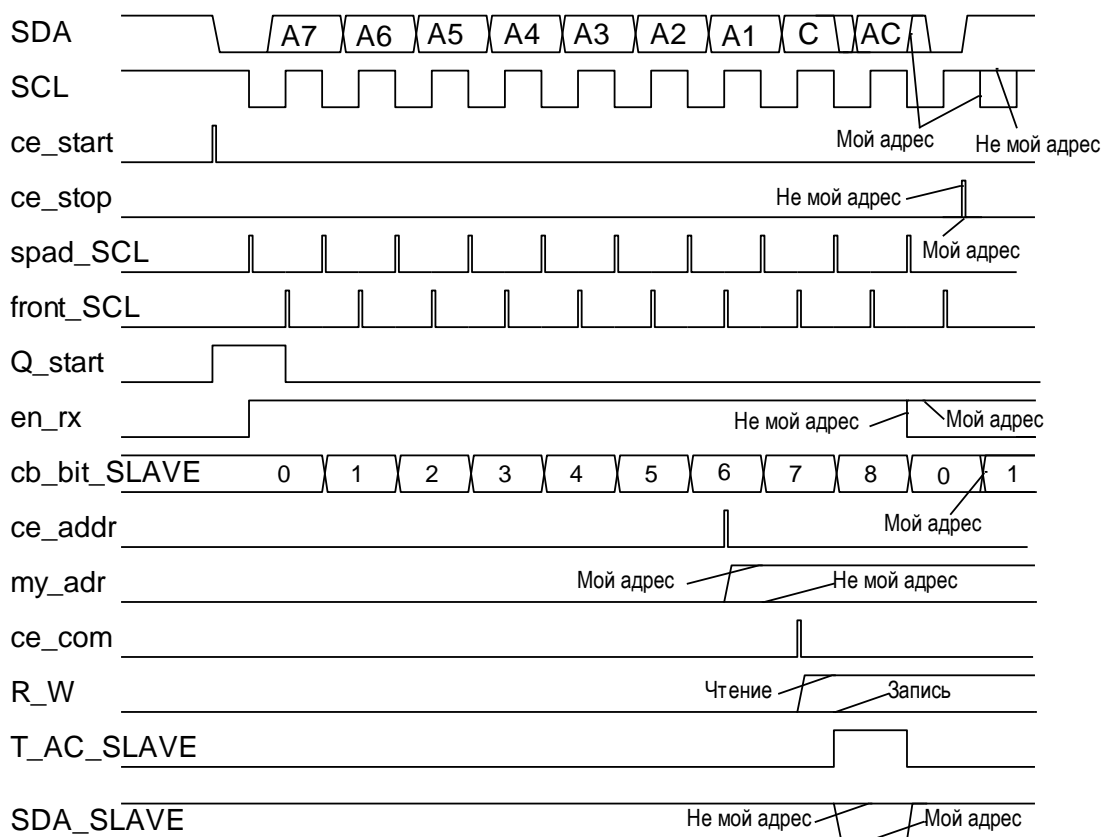 SDA A7 A6 A5 A4 A3 A2 A1 C AC
SCL
Мой адрес Не мой адрес
ce_start
ce_stop Не мой адрес
spad_SCL Мой адрес
front_SCL
Q_start
en_rx Не мой адрес Мой адрес
cb_bit_SLAVE 0 1 2 3 4 5 6 7 8 0 1
ce_addr Мой адрес
my_adr Мой адрес Не мой адрес
ce_com
R_W Чтение Запись
T_AC_SLAVE
SDA_SLAVE Не мой адрес Мой адрес